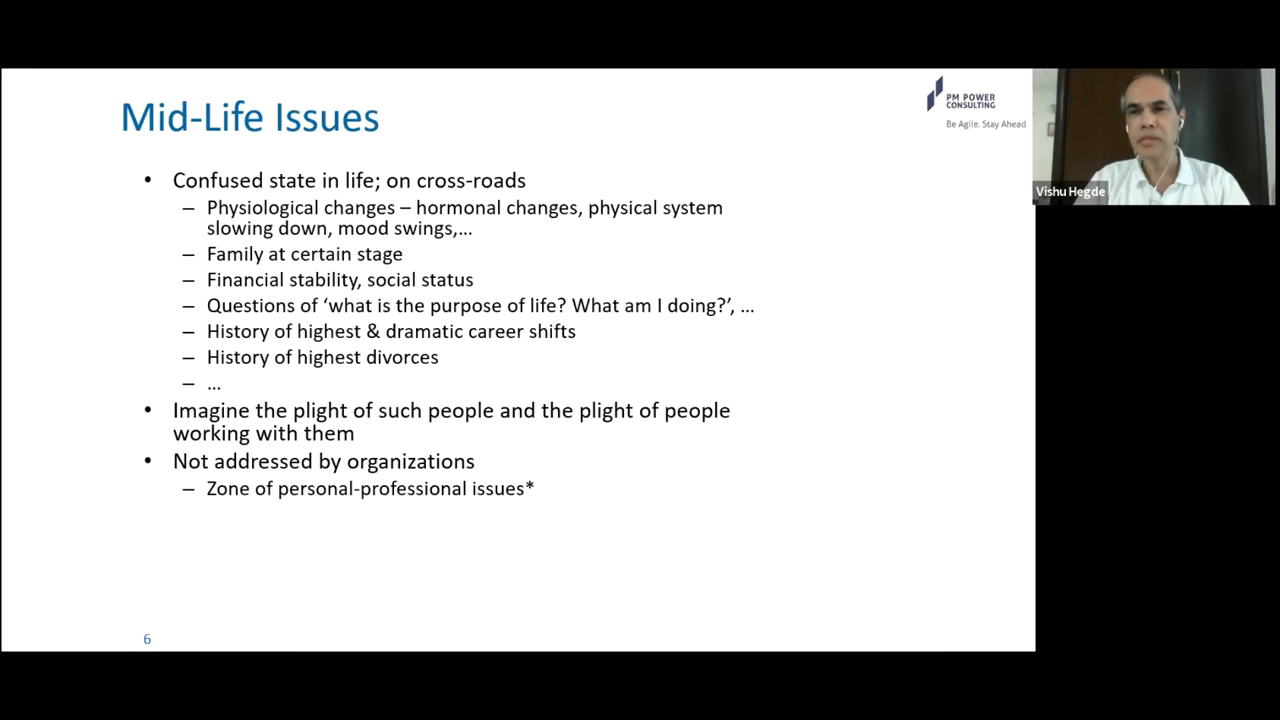 Mid-Life Issues
PM POWER
CONSULTING
Be Agile. Stay Ahead
Vishu Hegde
• Confused state in life; on cross-roads
– Physiological changes – hormonal changes, physical system
slowing down, mood swings,...
– Family at certain stage
– Financial stability, social status
– Questions of ‘what is the purpose of life? What am I doing?’, ...
– History of highest & dramatic career shifts
– History of highest divorces
– ...
• Imagine the plight of such people and the plight of people
working with them
• Not addressed by organizations
– Zone of personal-professional issues*
6